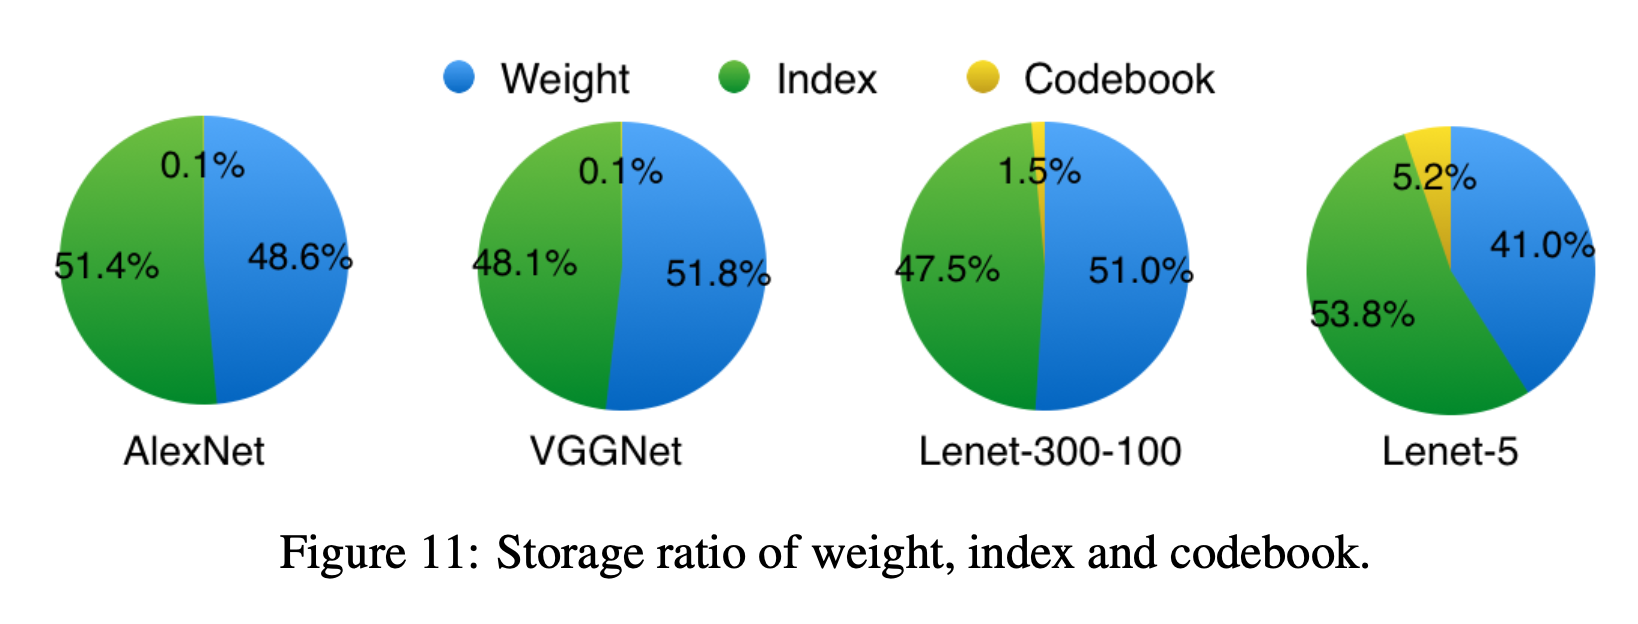 Weight Index Codebook
0.1% 0.1% 1.5% 5.2%
51.4% 48.6% 48.1% 51.8% 47.5% 51.0% 53.8% 41.0%
AlexNet VGGNet Lenet-300-100 Lenet-5
Figure 11: Storage ratio of weight, index and codebook.